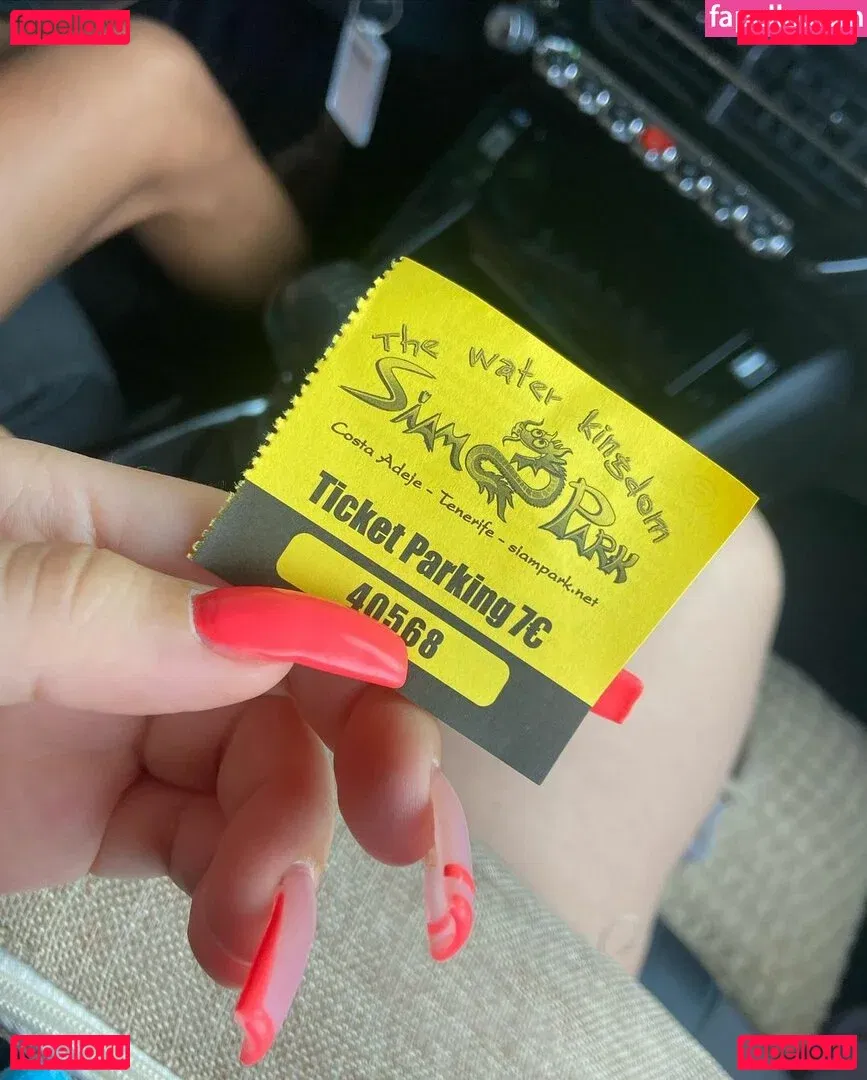 fapello.ru
fapello.ru
The water kingdom
SIAM PARK
Costa Adeje - Tenerife - siampark.net
Ticket Parking 7€
40568
fapello.ru
fapello.ru